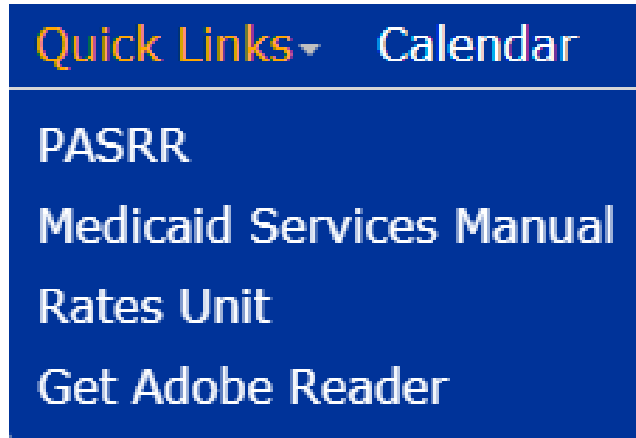 Quick Links Calendar
PASRR
Medicaid Services Manual
Rates Unit
Get Adobe Reader